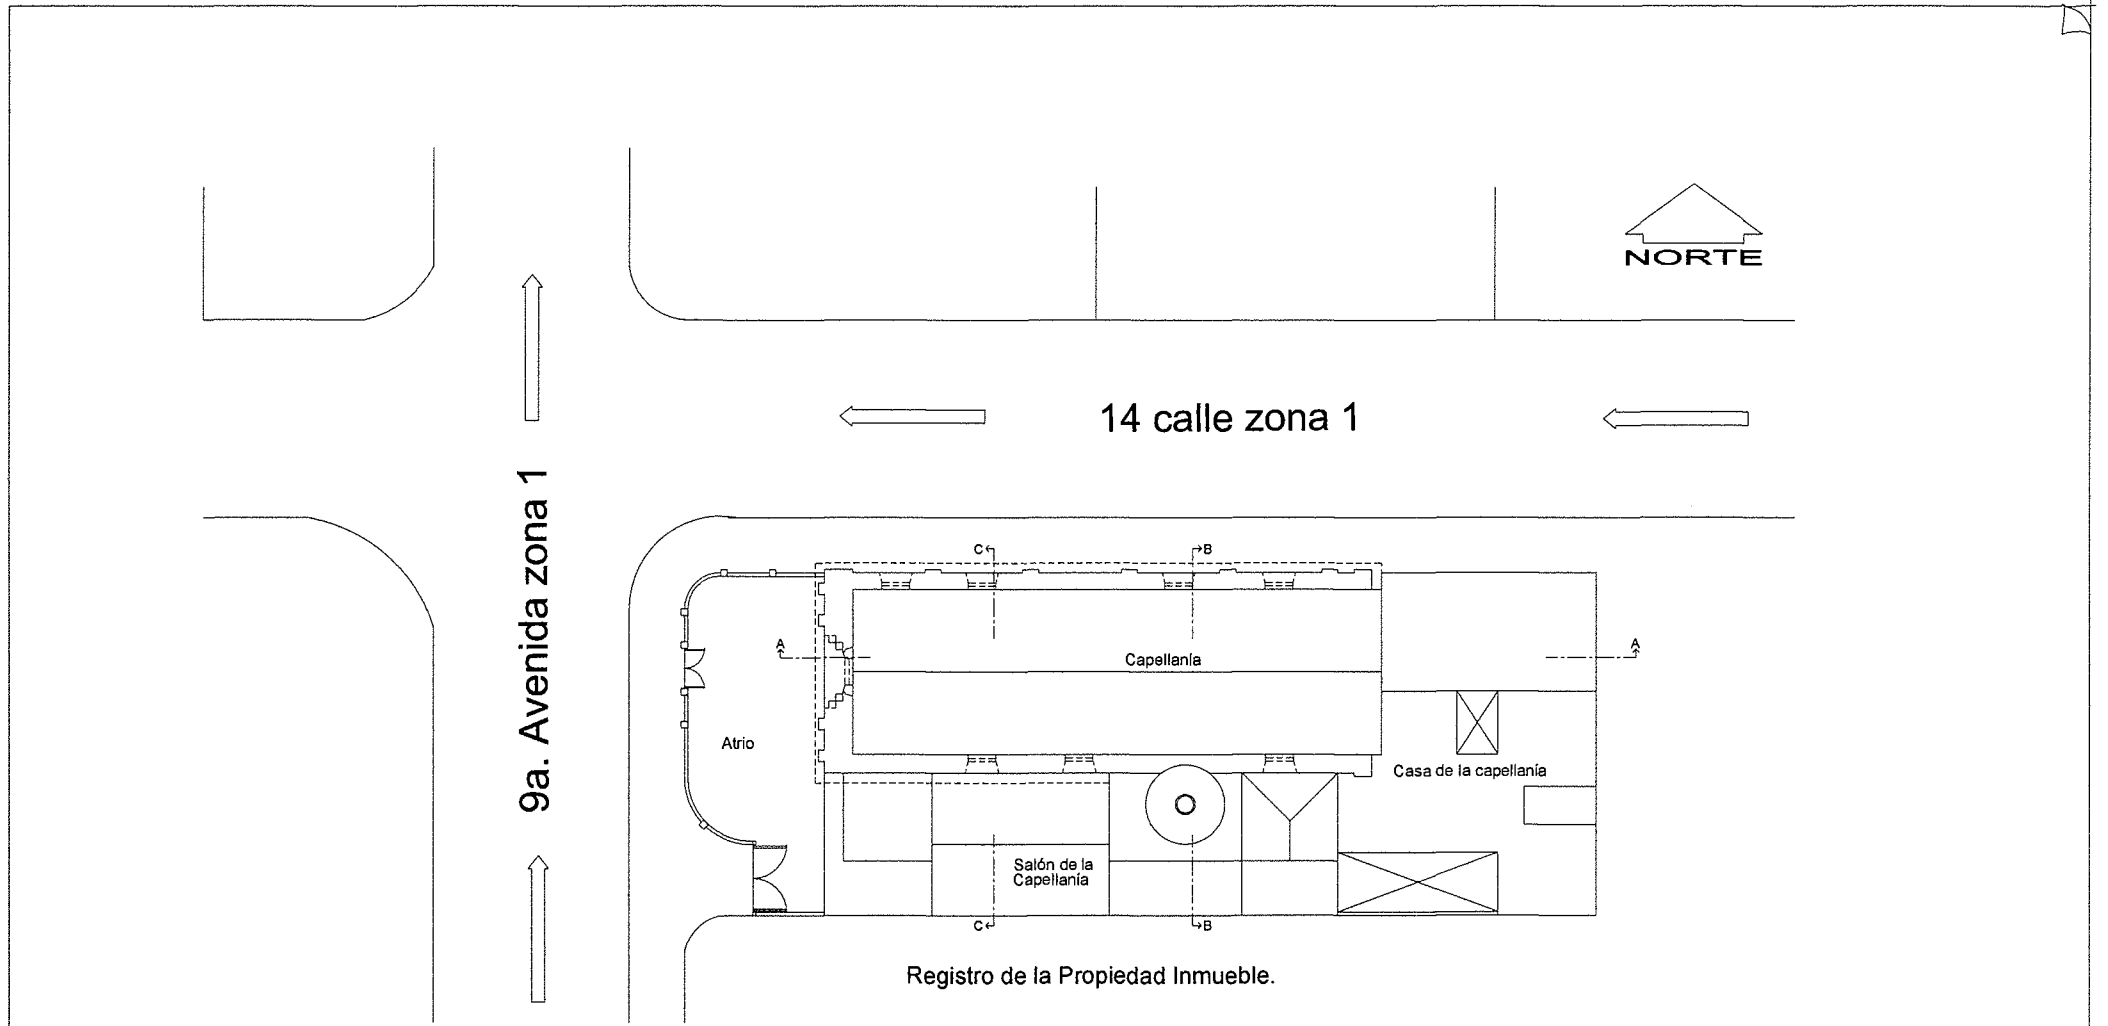 NORTE
14 calle zona 1
9a. Avenida zona 1
C
B
A
A
Capellanía
Atrio
Casa de la capellanía
Salón de la
Capellanía
C
B
Registro de la Propiedad Inmueble.